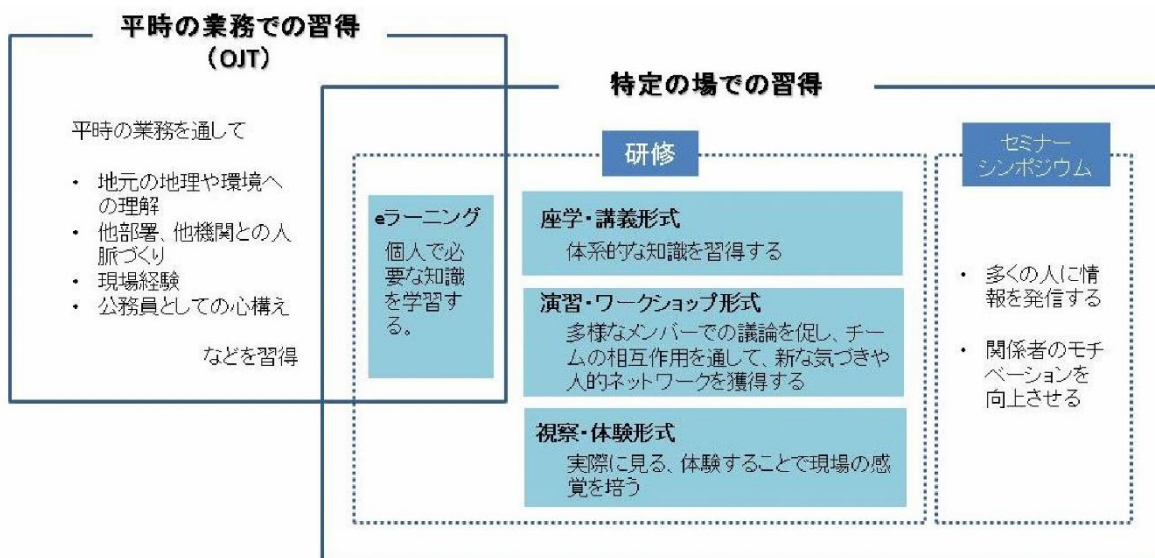 平時の業務での習得
（OJT）
平時の業務を通して
・ 地元の地理や環境へ
の理解
・ 他部署、他機関との人
脈づくり
・ 現場経験
・ 公務員としての心構え
などを習得
特定の場での習得
研修
eラーニング
個人で必
要な知識
を学習す
る。
座学・講義形式
体系的な知識を習得する
演習・ワークショップ形式
多様なメンバーでの議論を促し、チー
ムの相互作用を通して、新な気づきや
人的ネットワークを獲得する
視察・体験形式
実際に見る、体験することで現場の感
覚を培う
セミナー
シンポジウム
・ 多くの人に情
報を発信する
・ 関係者のモチ
ベーションを
向上させる